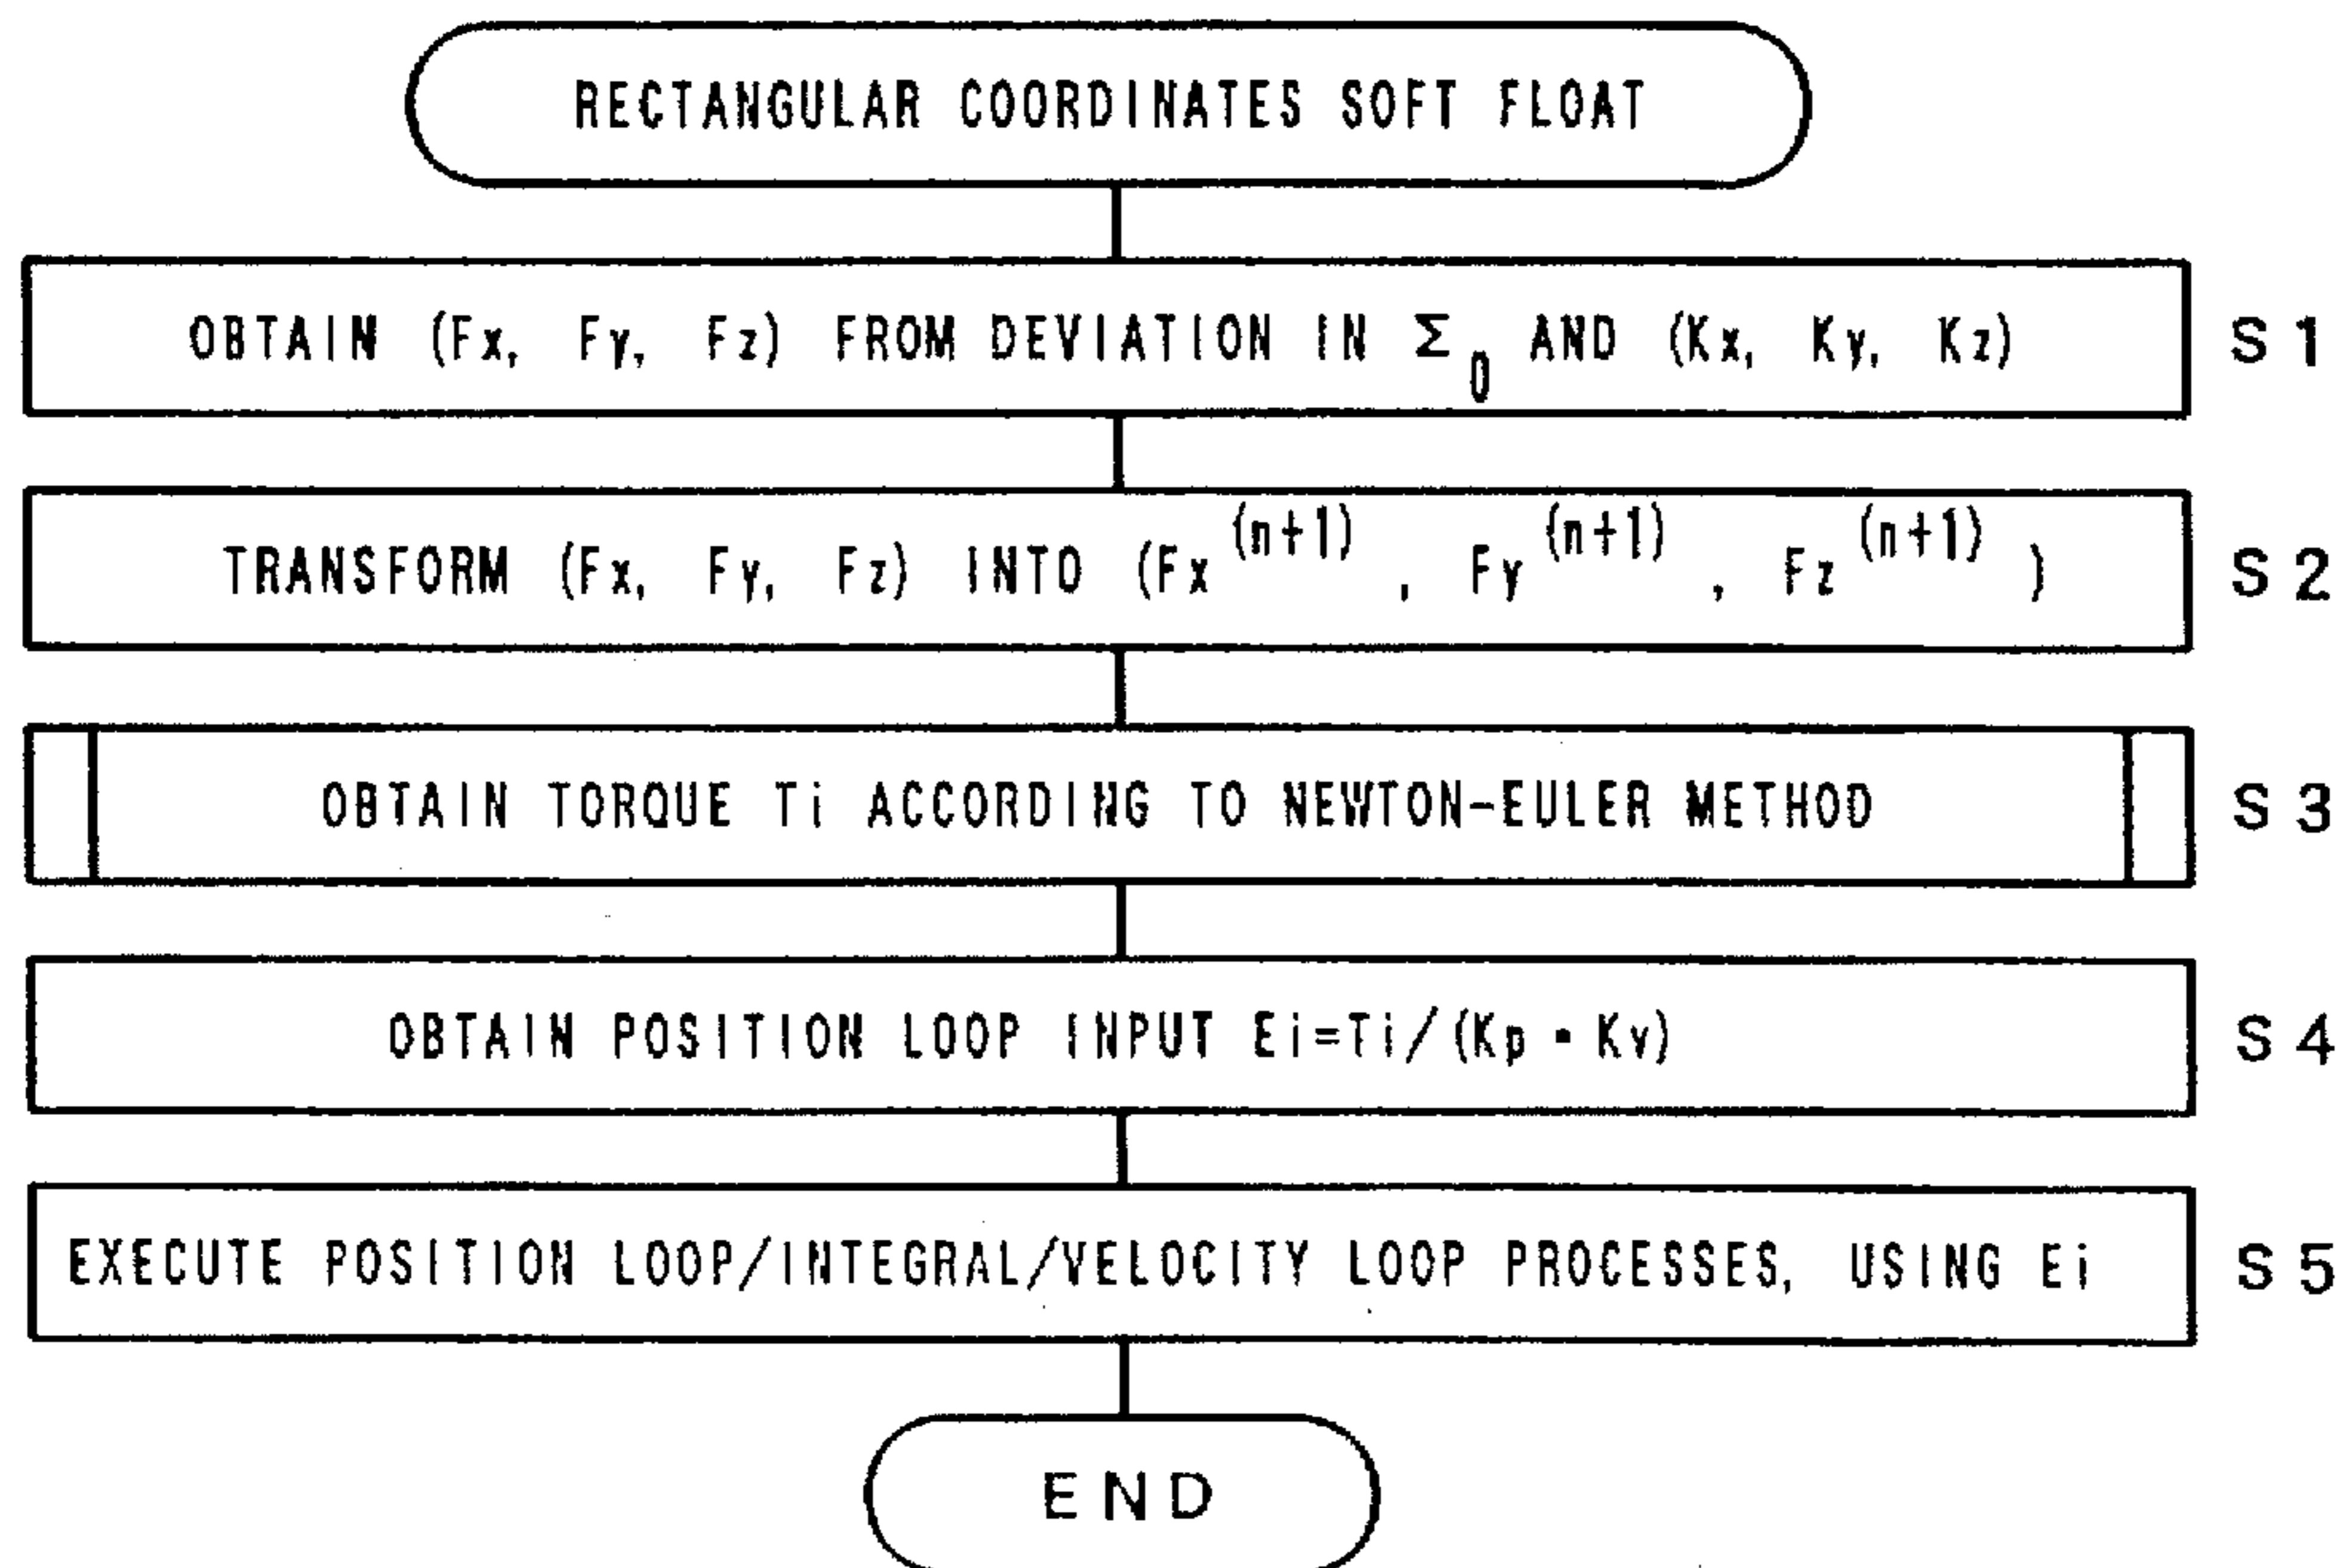 RECTANGULAR COORDINATES SOFT FLOAT
OBTAIN (Fx, Fy, Fz) FROM DEVIATION IN Σ₀ AND (Kx, Ky, Kz) S1
TRANSFORM (Fx, Fy, Fz) INTO (Fx⁽ⁿ⁺¹⁾, Fy⁽ⁿ⁺¹⁾, Fz⁽ⁿ⁺¹⁾) S2
OBTAIN TORQUE Ti ACCORDING TO NEWTON-EULER METHOD S3
OBTAIN POSITION LOOP INPUT Ei=Ti/(Kp▪Kv) S4
EXECUTE POSITION LOOP/INTEGRAL/VELOCITY LOOP PROCESSES, USING Ei S5
END